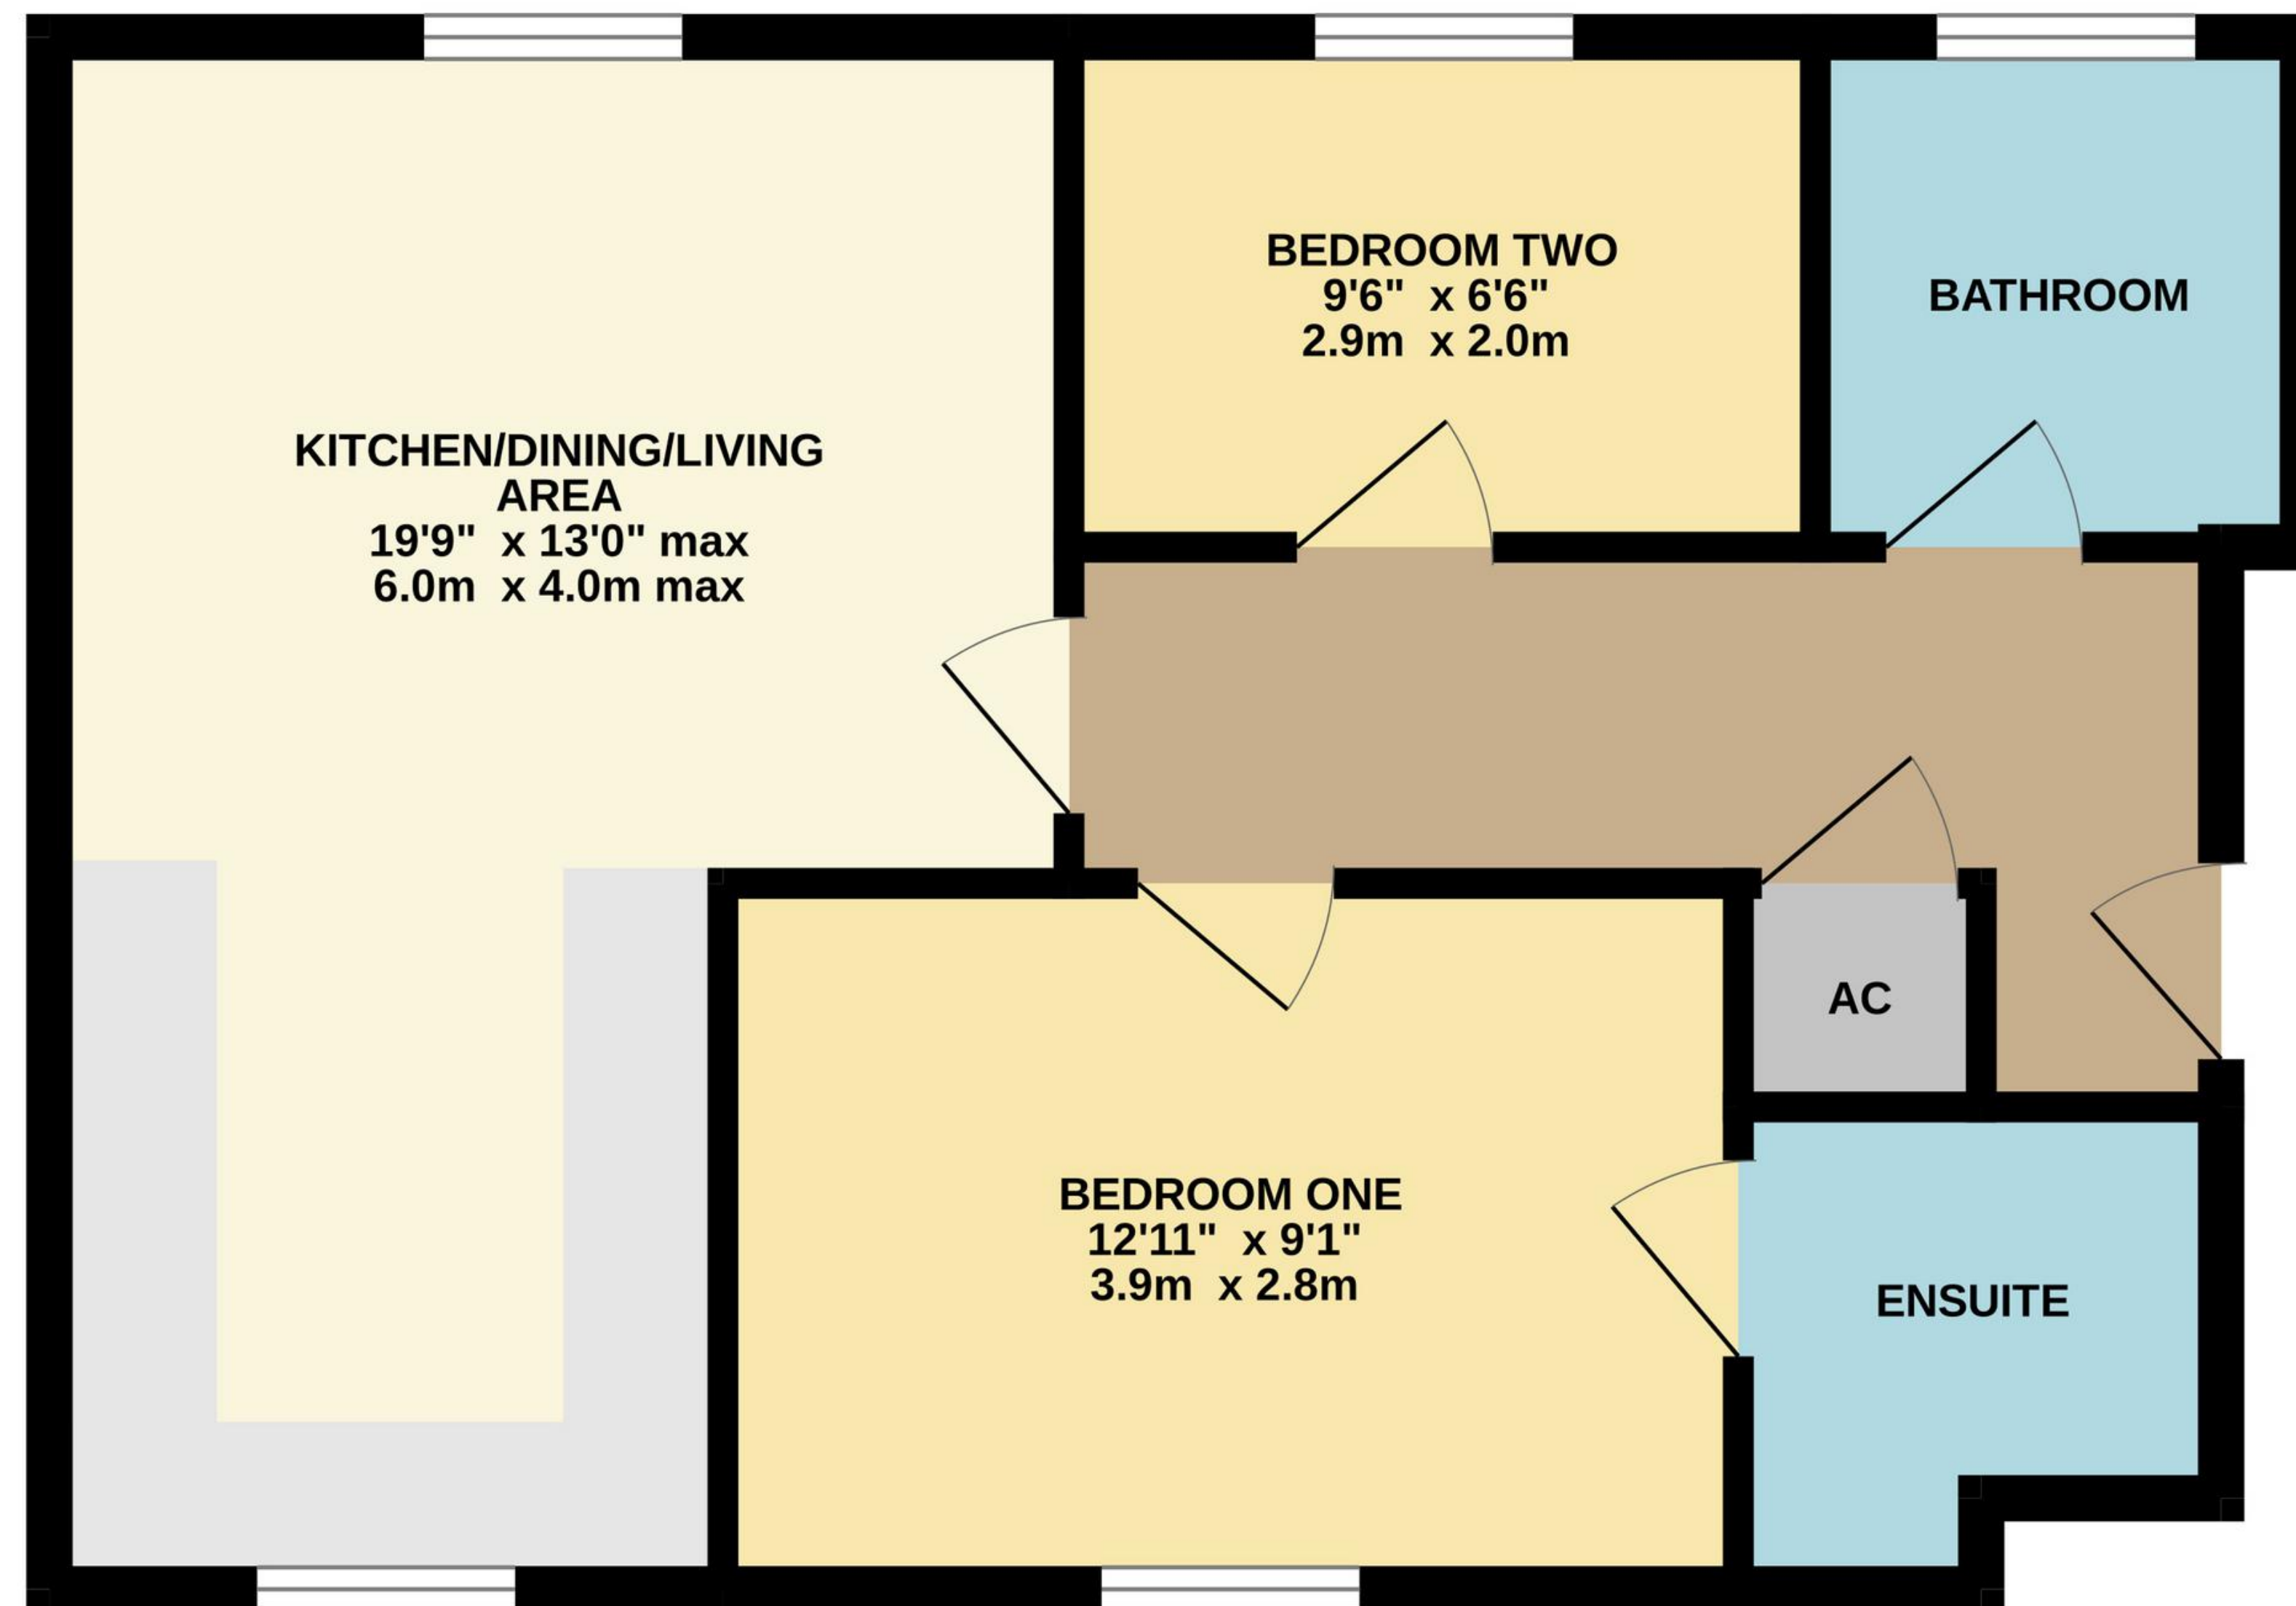 BEDROOM TWO
9'6" x 6'6"
2.9m x 2.0m
BATHROOM
KITCHEN/DINING/LIVING
AREA
19'9" x 13'0" max
6.0m x 4.0m max
AC
BEDROOM ONE
12'11" x 9'1"
3.9m x 2.8m
ENSUITE